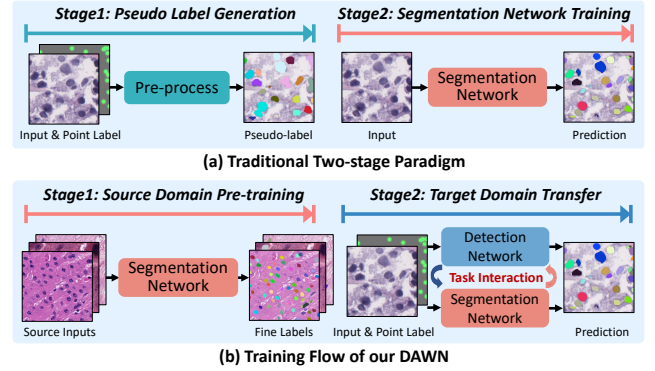 Stage1: Pseudo Label Generation
Stage2: Segmentation Network Training
Pre-process
Segmentation
Network
Input & Point Label
Pseudo-label
Input
Prediction
(a) Traditional Two-stage Paradigm
Stage1: Source Domain Pre-training
Stage2: Target Domain Transfer
Segmentation
Network
Detection
Network
Task Interaction
Segmentation
Network
Source Inputs
Fine Labels
Input & Point Label
Prediction
(b) Training Flow of our DAWN